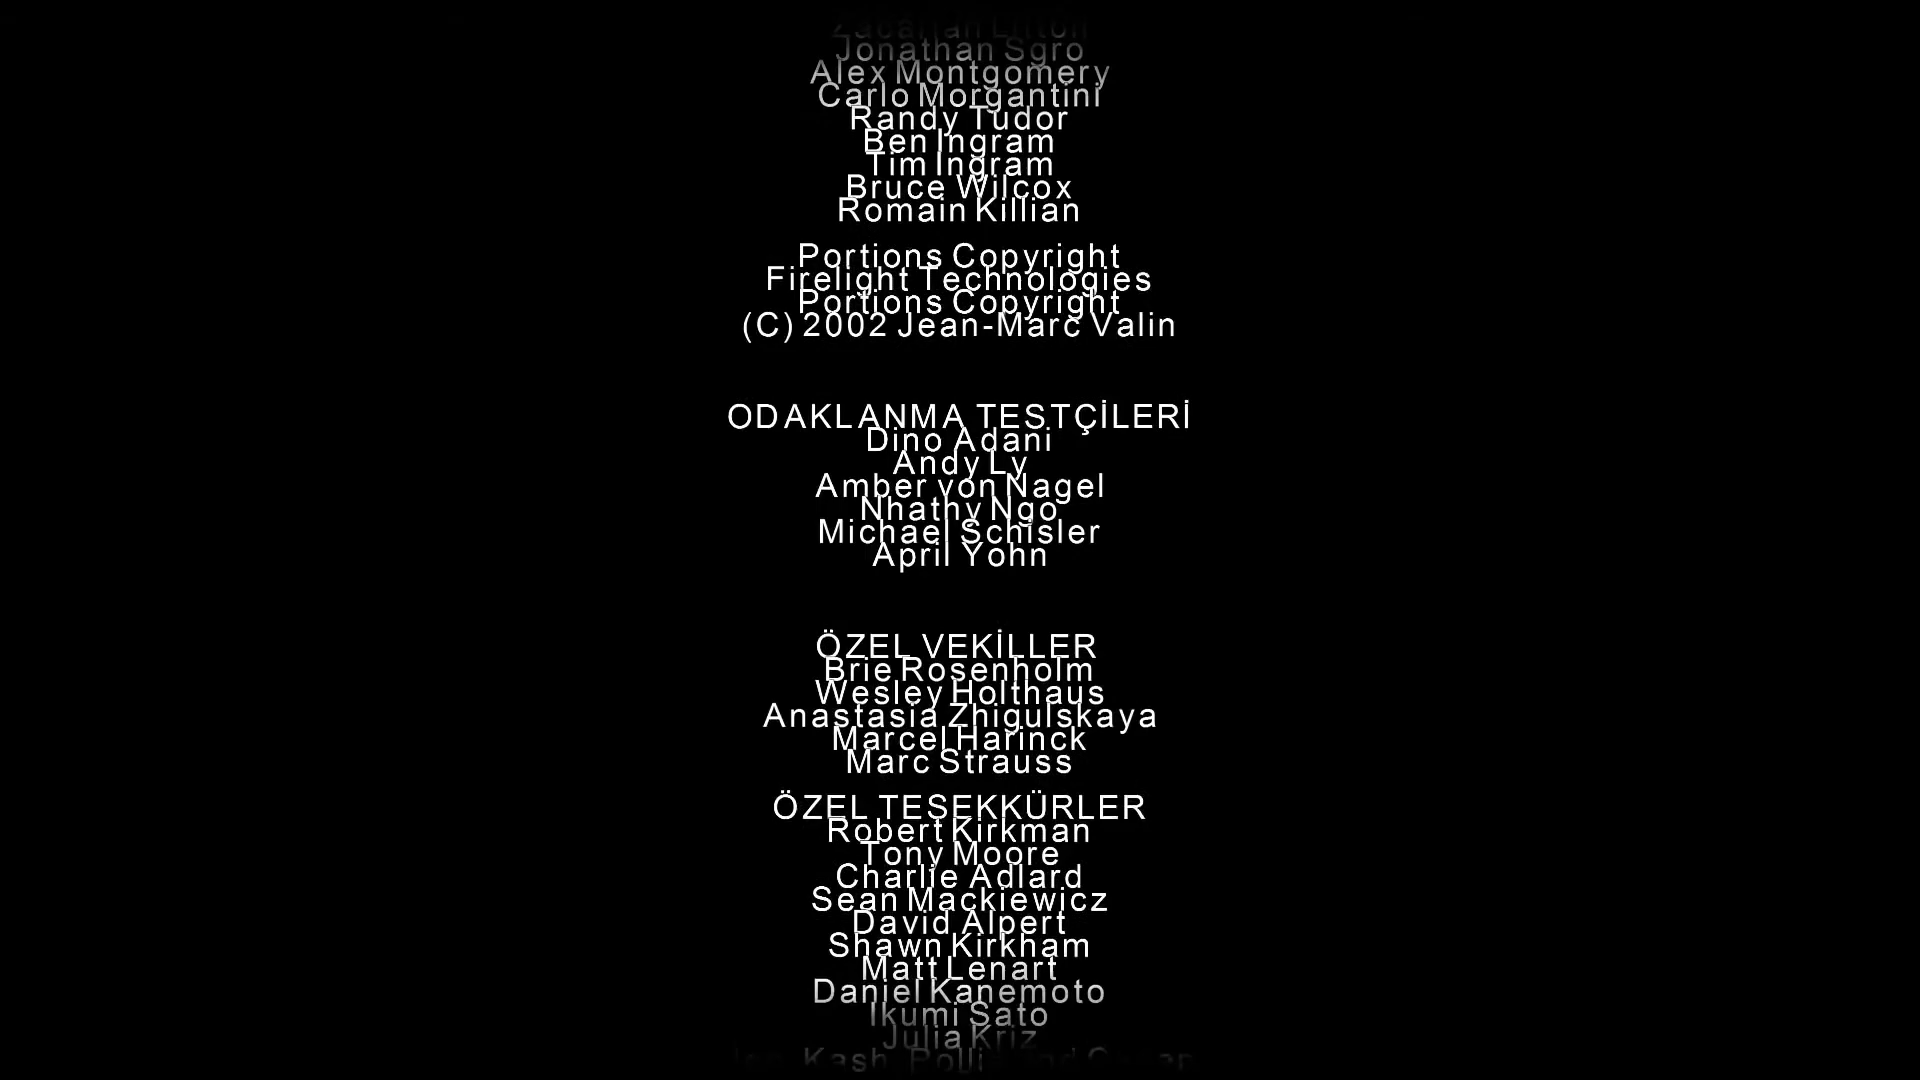 Jonathan Sgro
Alex Montgomery
Carlo Morgantini
Randy Tudor
Ben Ingram
Tim Ingram
Bruce Wilcox
Romain Killian
Portions Copyright
Firelight Technologies
Portions Copyright
(C) 2002 Jean-Marc Valin
ODAKLANMA TESTÇİLERİ
Dino Adani
Andy Ly
Amber von Nagel
Nhathy Ngo
Michael Schisler
April Yohn
ÖZEL VEKİLLER
Brie Rosenholm
Wesley Holthaus
Anastasia Zhigulskaya
Marcel Harinck
Marc Strauss
ÖZEL TEŞEKKÜRLER
Robert Kirkman
Tony Moore
Charlie Adlard
Sean Mackiewicz
David Alpert
Shawn Kirkham
Matt Lenart
Daniel Kanemoto
Ikumi Sato
Julia Kriz
Kash